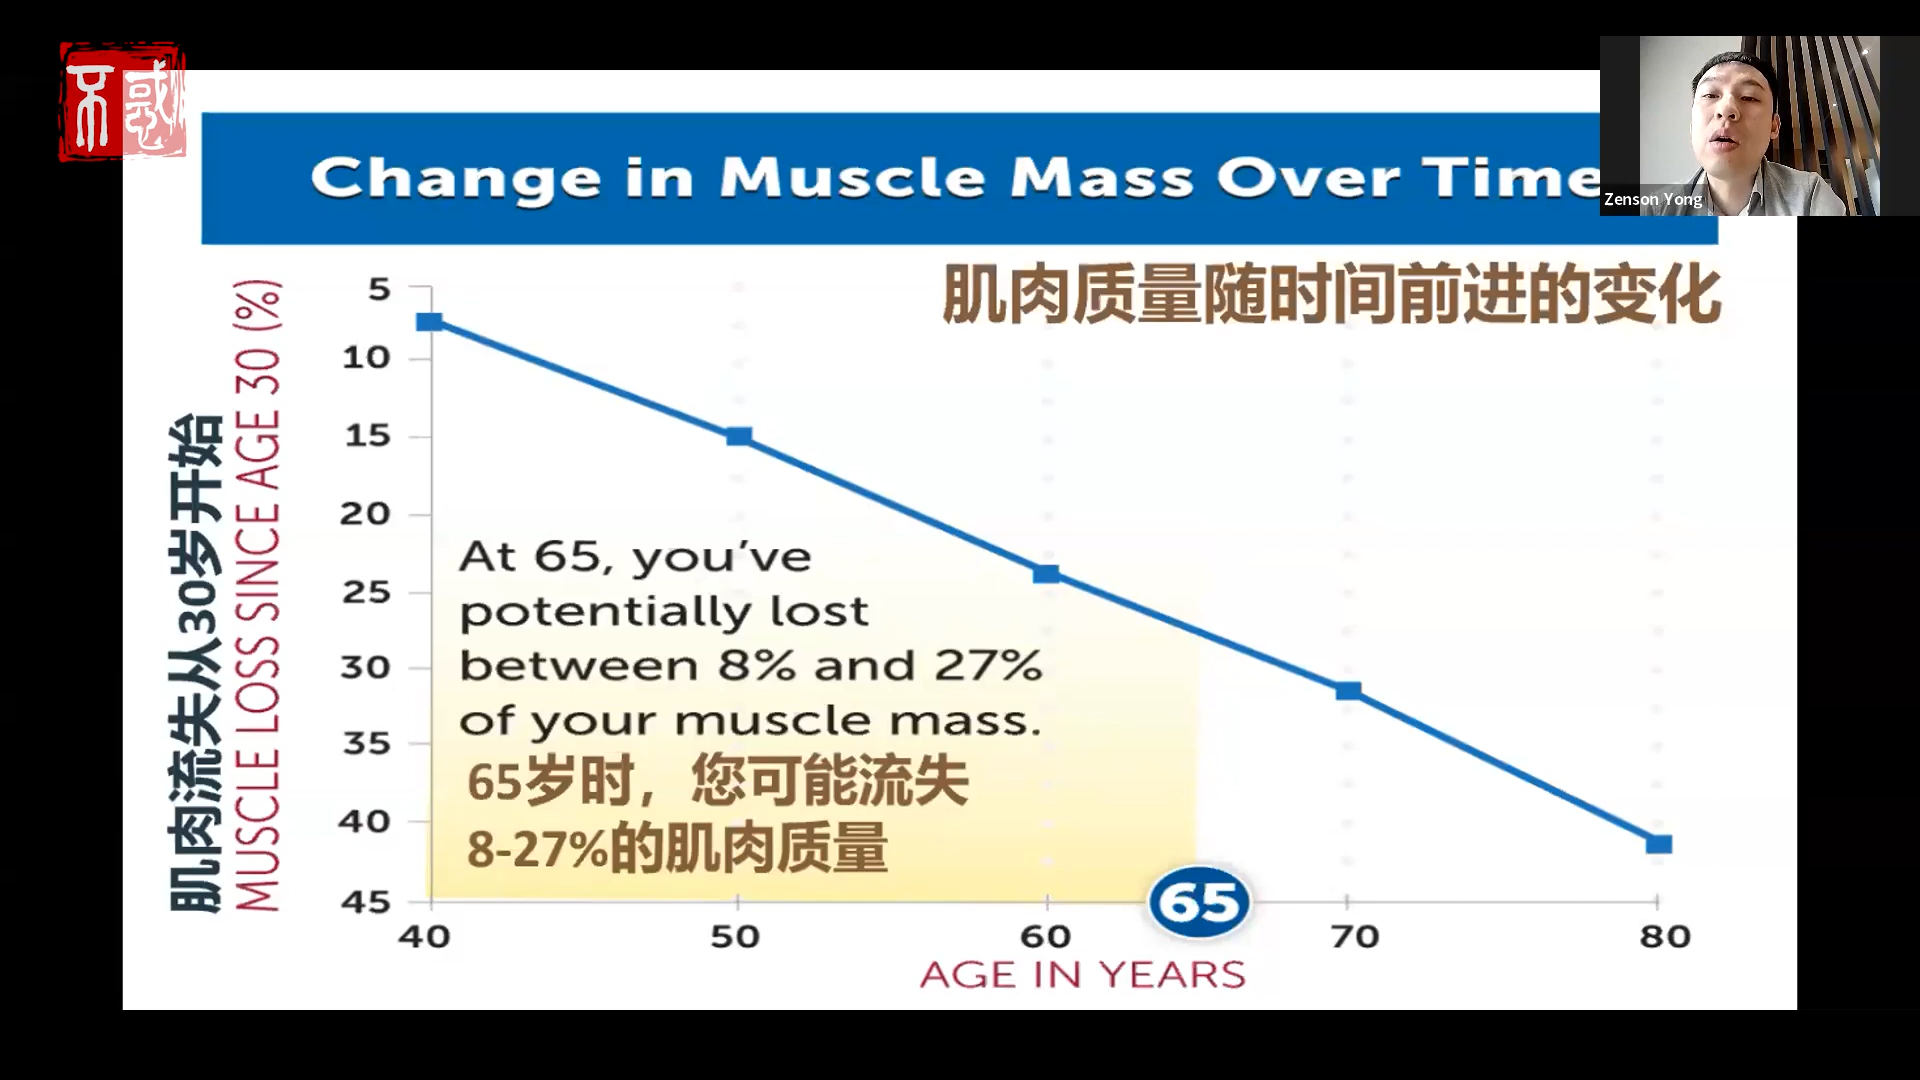 不惑
Change in Muscle Mass Over Time
Zenson Yong
肌肉质量随时间前进的变化
肌肉流失从30岁开始
MUSCLE LOSS SINCE AGE 30 (%)
5
10
15
20
25
30
35
40
45
At 65, you’ve
potentially lost
between 8% and 27%
of your muscle mass.
65岁时，您可能流失
8-27%的肌肉质量
65
40 50 60 70 80
AGE IN YEARS